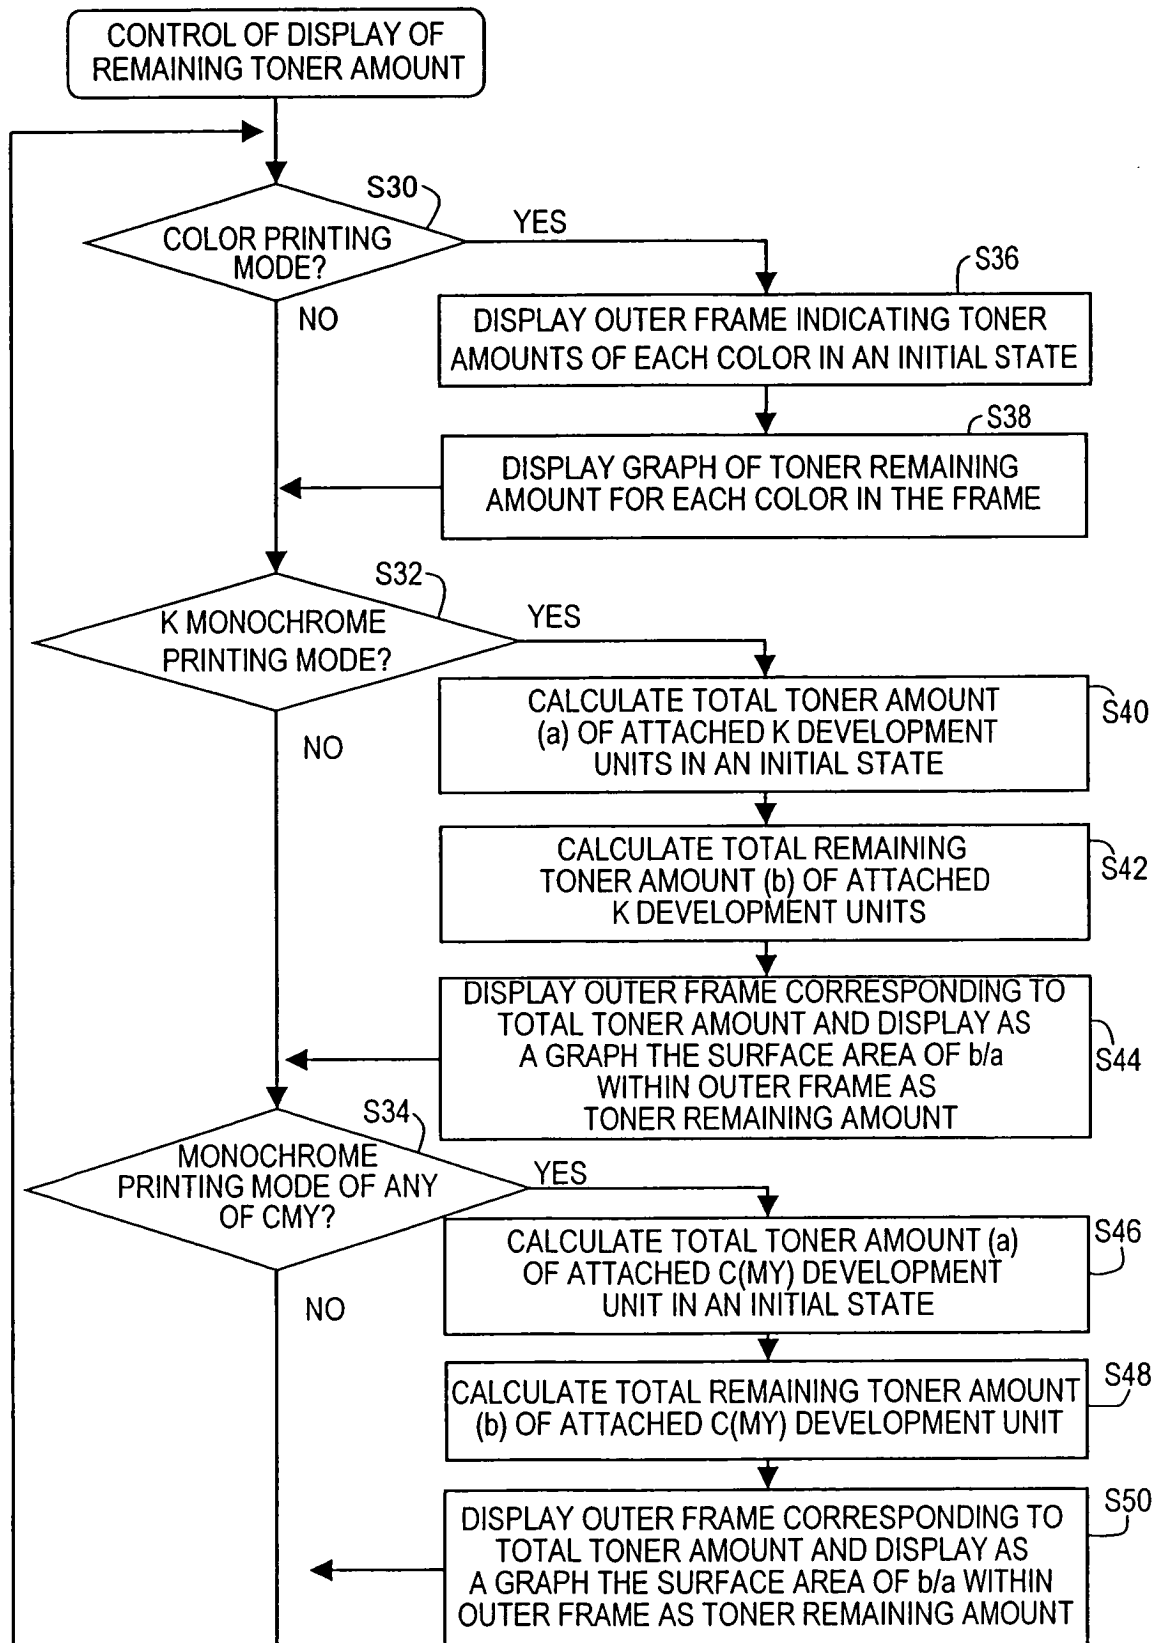 CONTROL OF DISPLAY OF
REMAINING TONER AMOUNT
S30
YES
COLOR PRINTING
MODE?
NO
S36
DISPLAY OUTER FRAME INDICATING TONER
AMOUNTS OF EACH COLOR IN AN INITIAL STATE
S38
DISPLAY GRAPH OF TONER REMAINING
AMOUNT FOR EACH COLOR IN THE FRAME
S32
YES
K MONOCHROME
PRINTING MODE?
NO
S40
CALCULATE TOTAL TONER AMOUNT
(a) OF ATTACHED K DEVELOPMENT
UNITS IN AN INITIAL STATE
S42
CALCULATE TOTAL REMAINING
TONER AMOUNT (b) OF ATTACHED
K DEVELOPMENT UNITS
S44
DISPLAY OUTER FRAME CORRESPONDING TO
TOTAL TONER AMOUNT AND DISPLAY AS
A GRAPH THE SURFACE AREA OF b/a
WITHIN OUTER FRAME AS
TONER REMAINING AMOUNT
S34
YES
MONOCHROME
PRINTING MODE OF ANY
OF CMY?
NO
S46
CALCULATE TOTAL TONER AMOUNT (a)
OF ATTACHED C(MY) DEVELOPMENT
UNIT IN AN INITIAL STATE
S48
CALCULATE TOTAL REMAINING TONER AMOUNT
(b) OF ATTACHED C(MY) DEVELOPMENT UNIT
S50
DISPLAY OUTER FRAME CORRESPONDING TO
TOTAL TONER AMOUNT AND DISPLAY AS
A GRAPH THE SURFACE AREA OF b/a WITHIN
OUTER FRAME AS TONER REMAINING AMOUNT